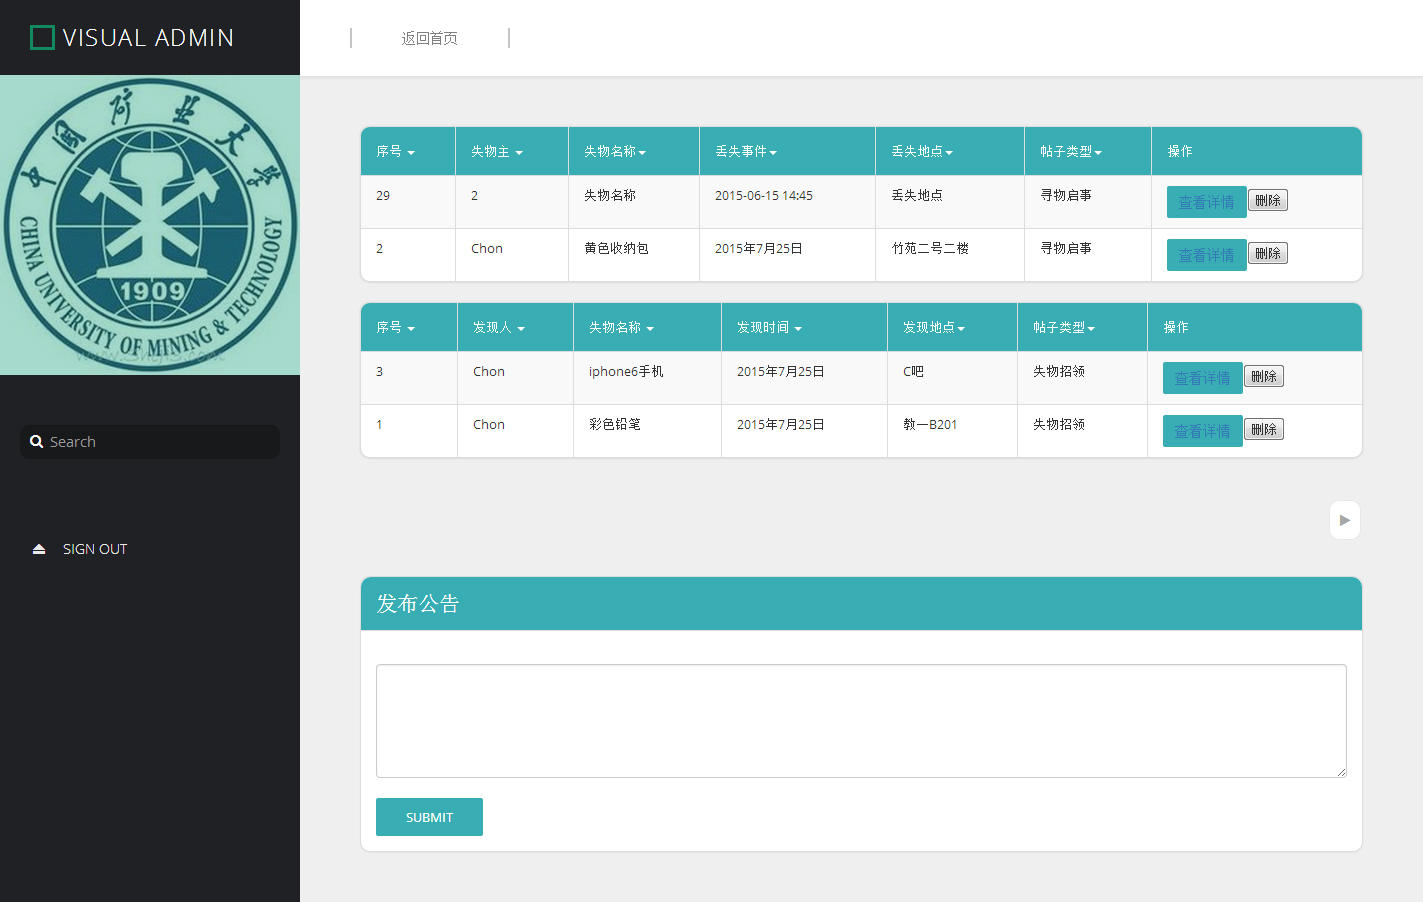 VISUAL ADMIN
返回首页
中国矿业大学
CHINA UNIVERSITY OF MINING & TECHNOLOGY
1909
Search
SIGN OUT
序号 失物主 失物名称 丢失事件 丢失地点 帖子类型 操作
29 2 失物名称 2015-06-15 14:45 丢失地点 寻物启事 查看详情 删除
2 Chon 黄色收纳包 2015年7月25日 竹苑二号二楼 寻物启事 查看详情 删除
序号 发现人 失物名称 发现时间 发现地点 帖子类型 操作
3 Chon iphone6手机 2015年7月25日 C吧 失物招领 查看详情 删除
1 Chon 彩色铅笔 2015年7月25日 教一B201 失物招领 查看详情 删除
发布公告
SUBMIT